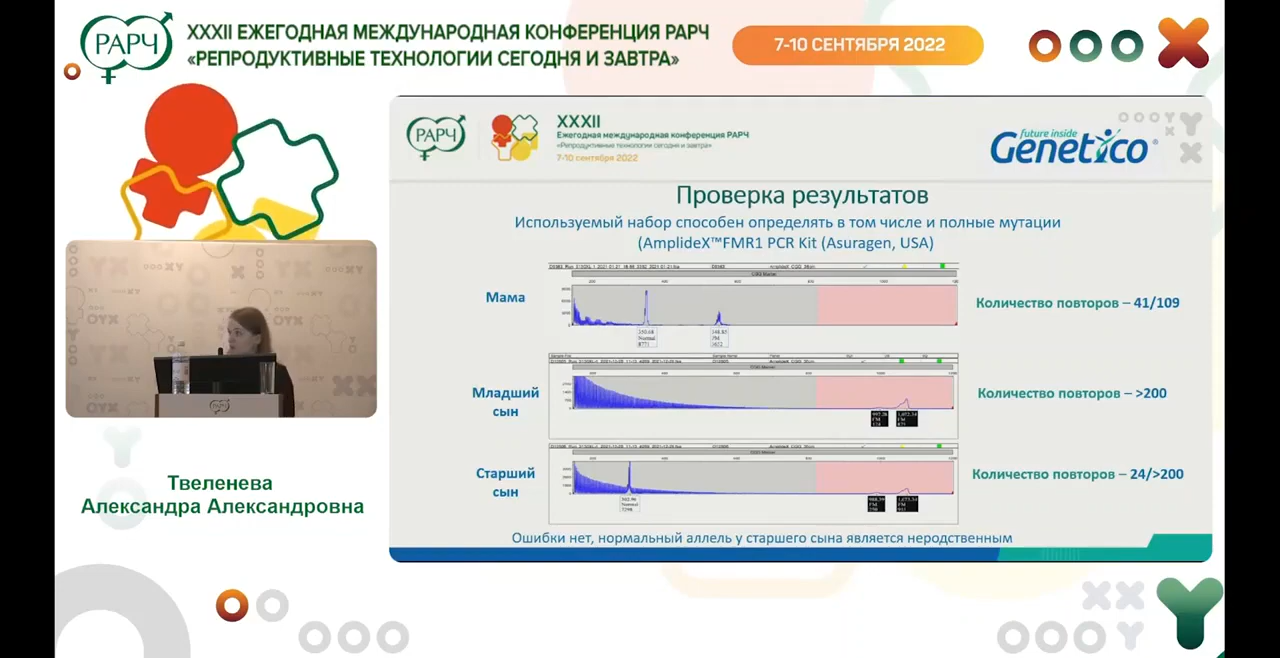 РАРЧ
XXXII ЕЖЕГОДНАЯ МЕЖДУНАРОДНАЯ КОНФЕРЕНЦИЯ РАРЧ
«РЕПРОДУКТИВНЫЕ ТЕХНОЛОГИИ СЕГОДНЯ И ЗАВТРА»
7-10 СЕНТЯБРЯ 2022
РАРЧ
XXXII
Ежегодная международная конференция РАРЧ
«Репродуктивные технологии сегодня и завтра»
7-10 сентября 2022
future inside
Genetico
Проверка результатов
Используемый набор способен определять в том числе и полные мутации
(AmplideX™FMR1 PCR Kit (Asuragen, USA)
Мама
Количество повторов – 41/109
Младший
сын
Количество повторов – >200
Старший
сын
Количество повторов – 24/>200
Ошибки нет, нормальный аллель у старшего сына является неродственным
Твеленева
Александра Александровна